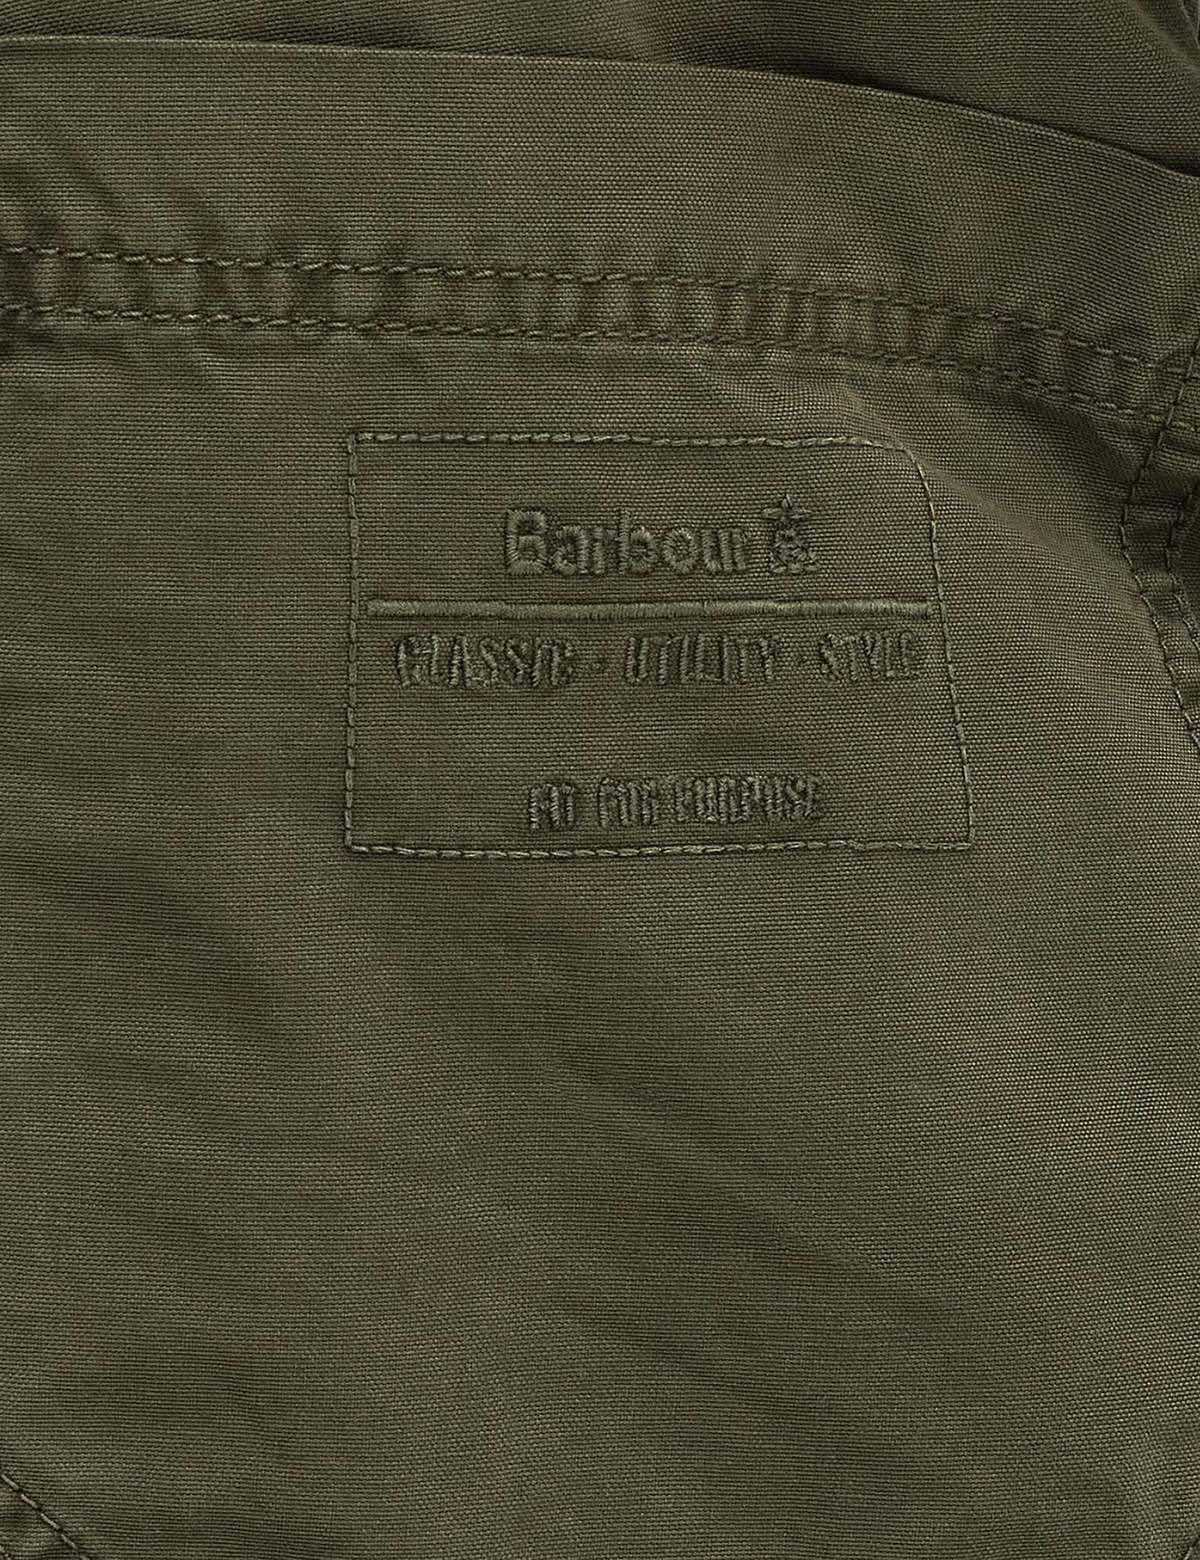 Barbour
CLASSIC - UTILITY - STYLE
FIT FOR PURPOSE